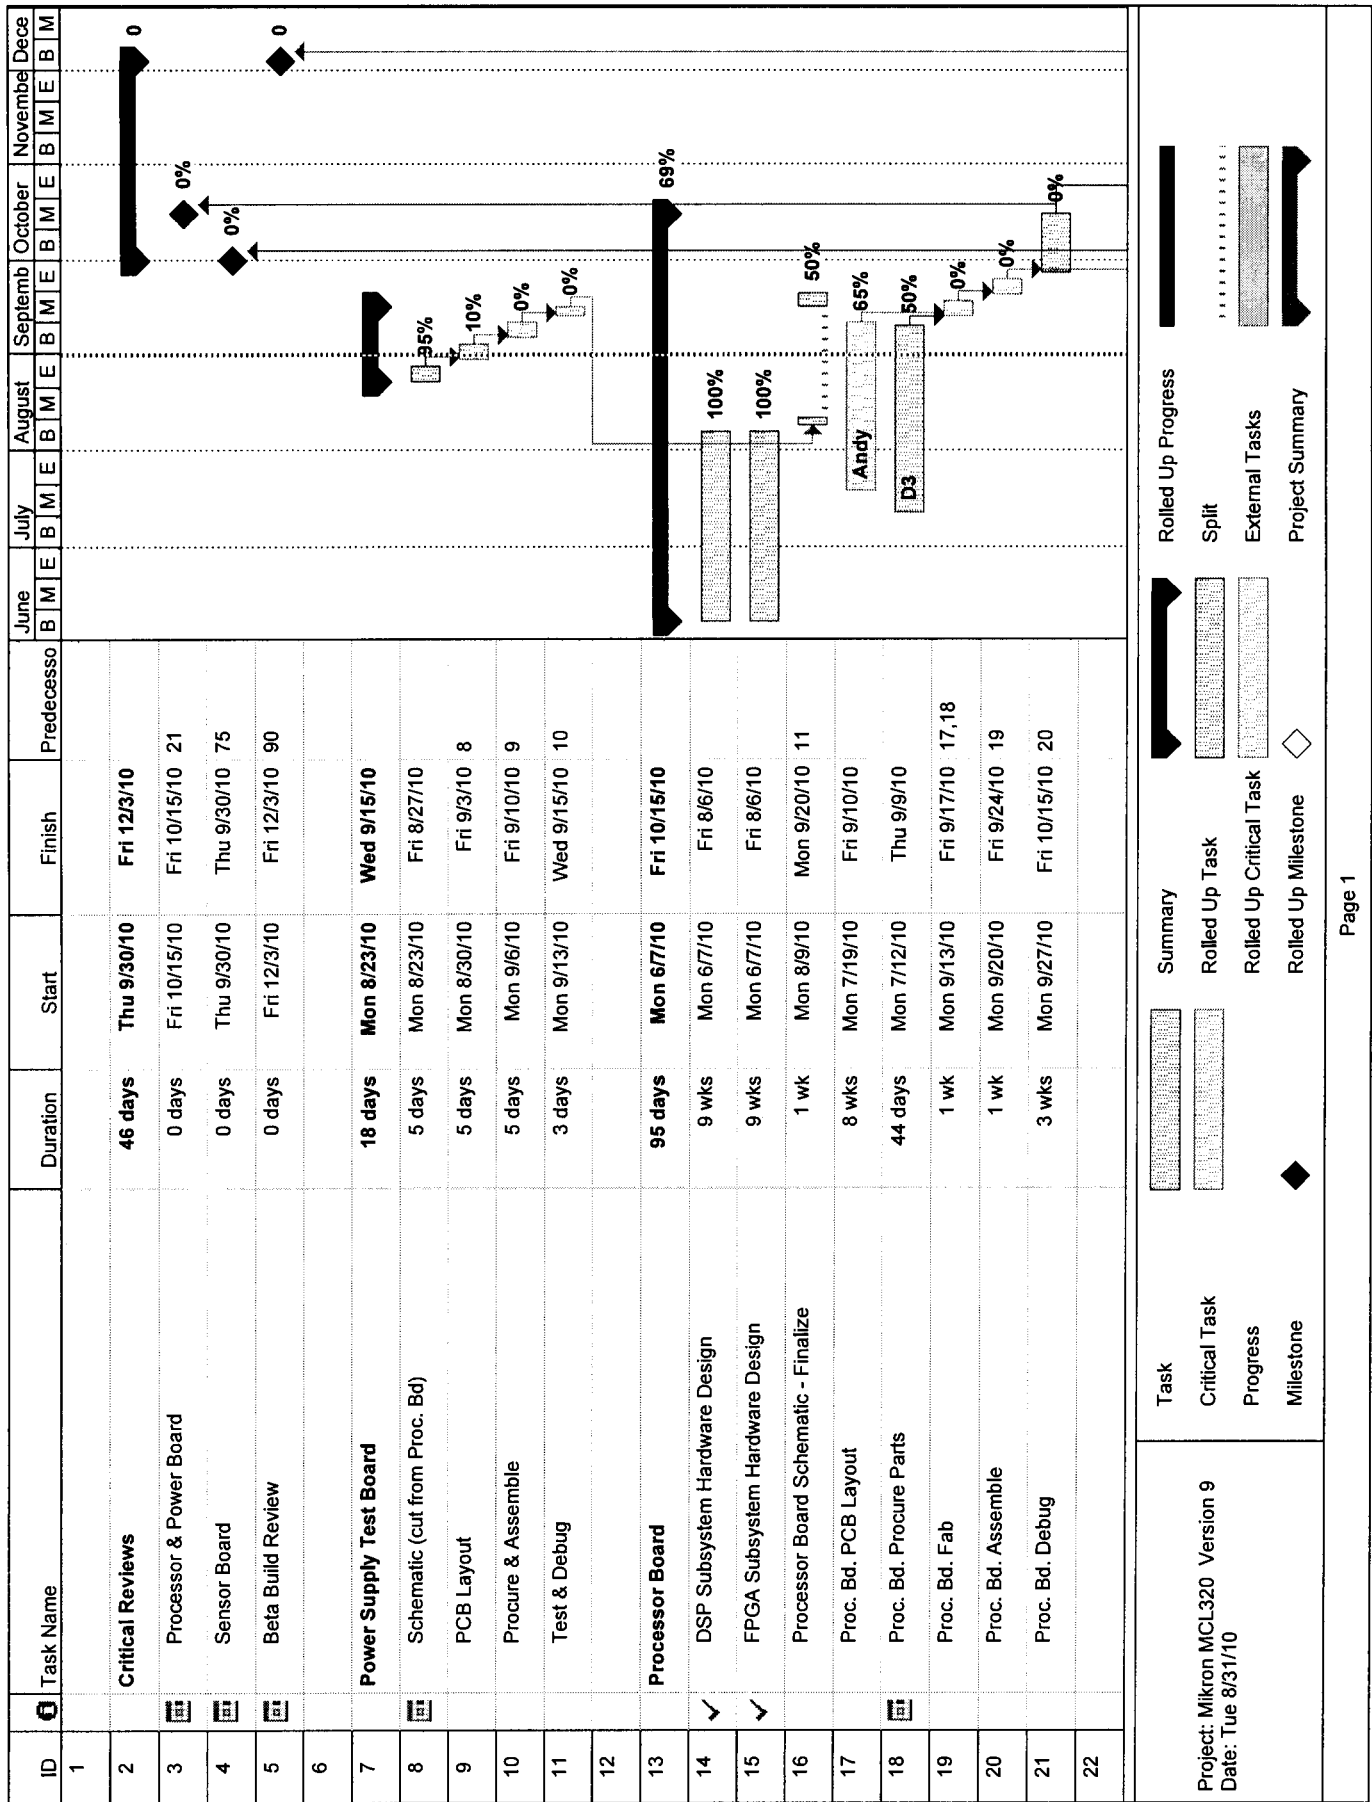 ID Task Name Duration Start Finish Predecesso June July August Septemb October Novembe Dece
B M E B M E B M E B M E B M E B M E B M
1
2 Critical Reviews 46 days Thu 9/30/10 Fri 12/3/10 0
3 Processor & Power Board 0 days Fri 10/15/10 Fri 10/15/10 21 0%
4 Sensor Board 0 days Thu 9/30/10 Thu 9/30/10 75 0%
5 Beta Build Review 0 days Fri 12/3/10 Fri 12/3/10 90 0
6
7 Power Supply Test Board 18 days Mon 8/23/10 Wed 9/15/10
8 Schematic (cut from Proc. Bd) 5 days Mon 8/23/10 Fri 8/27/10 95%
9 PCB Layout 5 days Mon 8/30/10 Fri 9/3/10 8 10%
10 Procure & Assemble 5 days Mon 9/6/10 Fri 9/10/10 9 0%
11 Test & Debug 3 days Mon 9/13/10 Wed 9/15/10 10 0%
12
13 Processor Board 95 days Mon 6/7/10 Fri 10/15/10 69%
14 DSP Subsystem Hardware Design 9 wks Mon 6/7/10 Fri 8/6/10 100%
15 FPGA Subsystem Hardware Design 9 wks Mon 6/7/10 Fri 8/6/10 100%
16 Processor Board Schematic - Finalize 1 wk Mon 8/9/10 Mon 9/20/10 11 50%
17 Proc. Bd. PCB Layout 8 wks Mon 7/19/10 Fri 9/10/10 Andy 65%
18 Proc. Bd. Procure Parts 44 days Mon 7/12/10 Thu 9/9/10 D3 50%
19 Proc. Bd. Fab 1 wk Mon 9/13/10 Fri 9/17/10 17,18 0%
20 Proc. Bd. Assemble 1 wk Mon 9/20/10 Fri 9/24/10 19 0%
21 Proc. Bd. Debug 3 wks Mon 9/27/10 Fri 10/15/10 20 0%
22
Project: Mikron MCL320 Version 9
Date: Tue 8/31/10
Task Summary Rolled Up Progress
Critical Task Rolled Up Task Split
Progress Rolled Up Critical Task External Tasks
Milestone Rolled Up Milestone Project Summary
Page 1